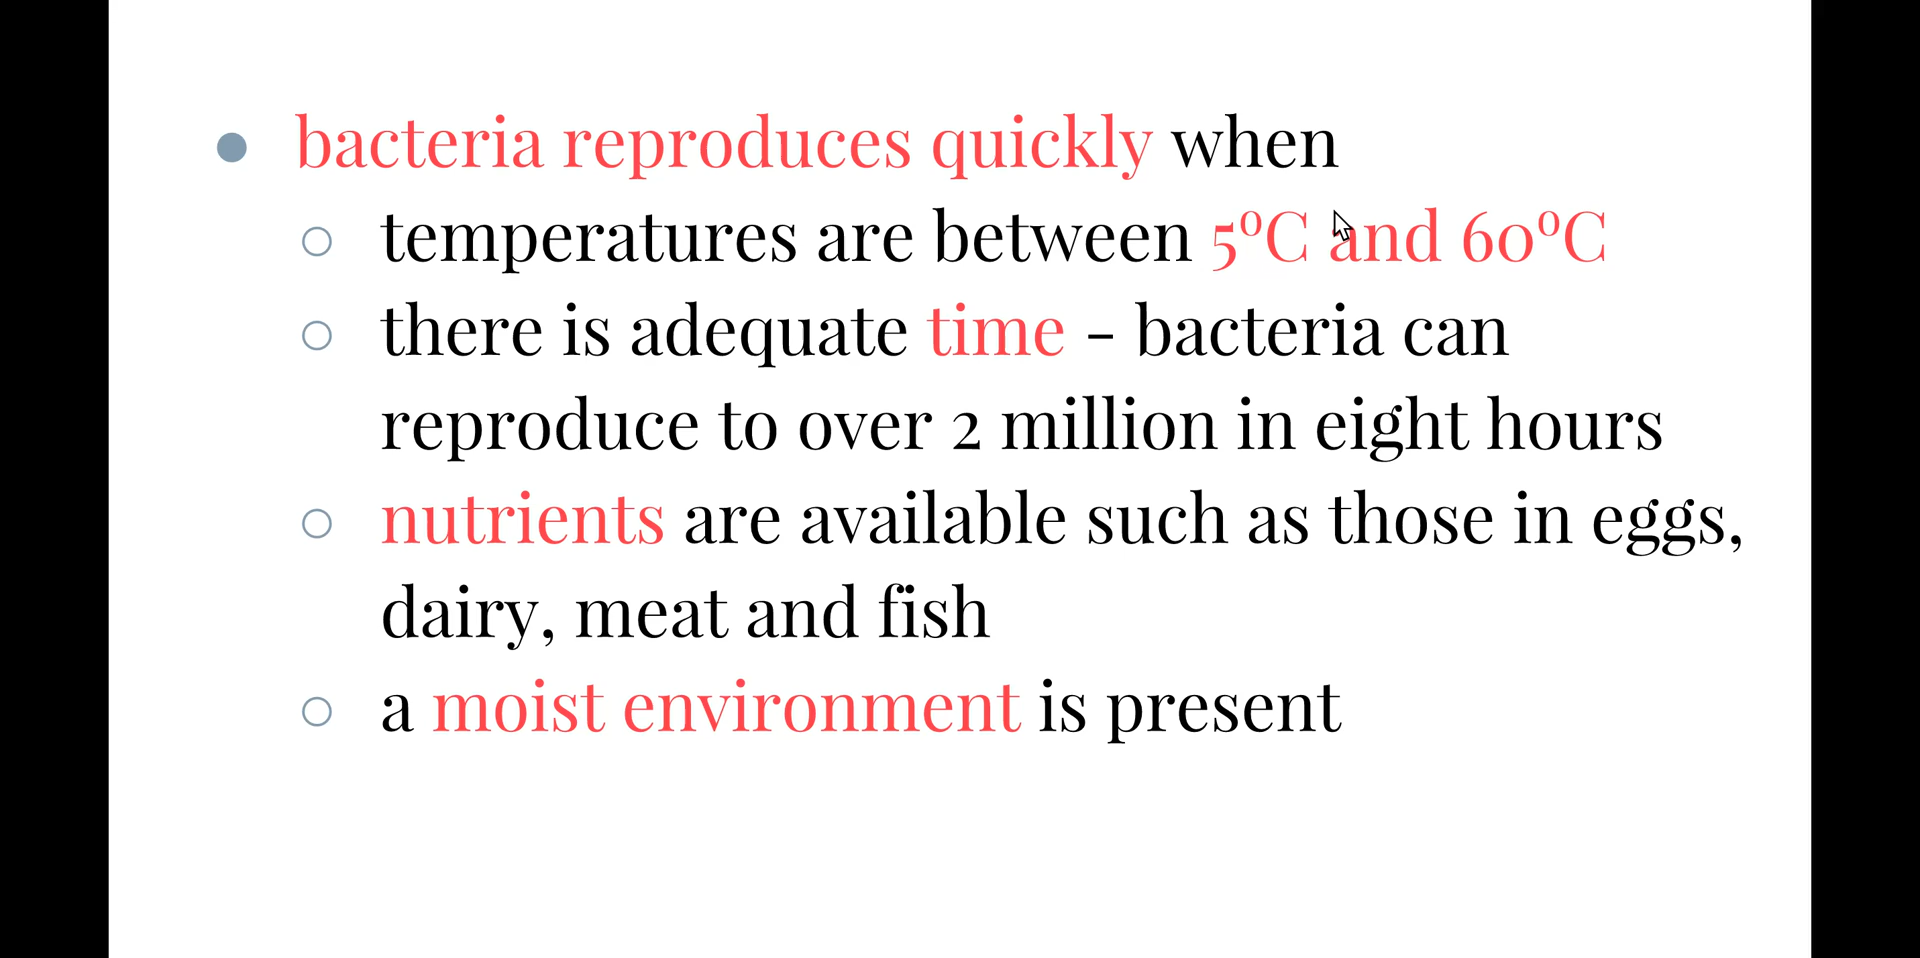 ● bacteria reproduces quickly when
○ temperatures are between 5ºC and 60ºC
○ there is adequate time - bacteria can
reproduce to over 2 million in eight hours
○ nutrients are available such as those in eggs,
dairy, meat and fish
○ a moist environment is present